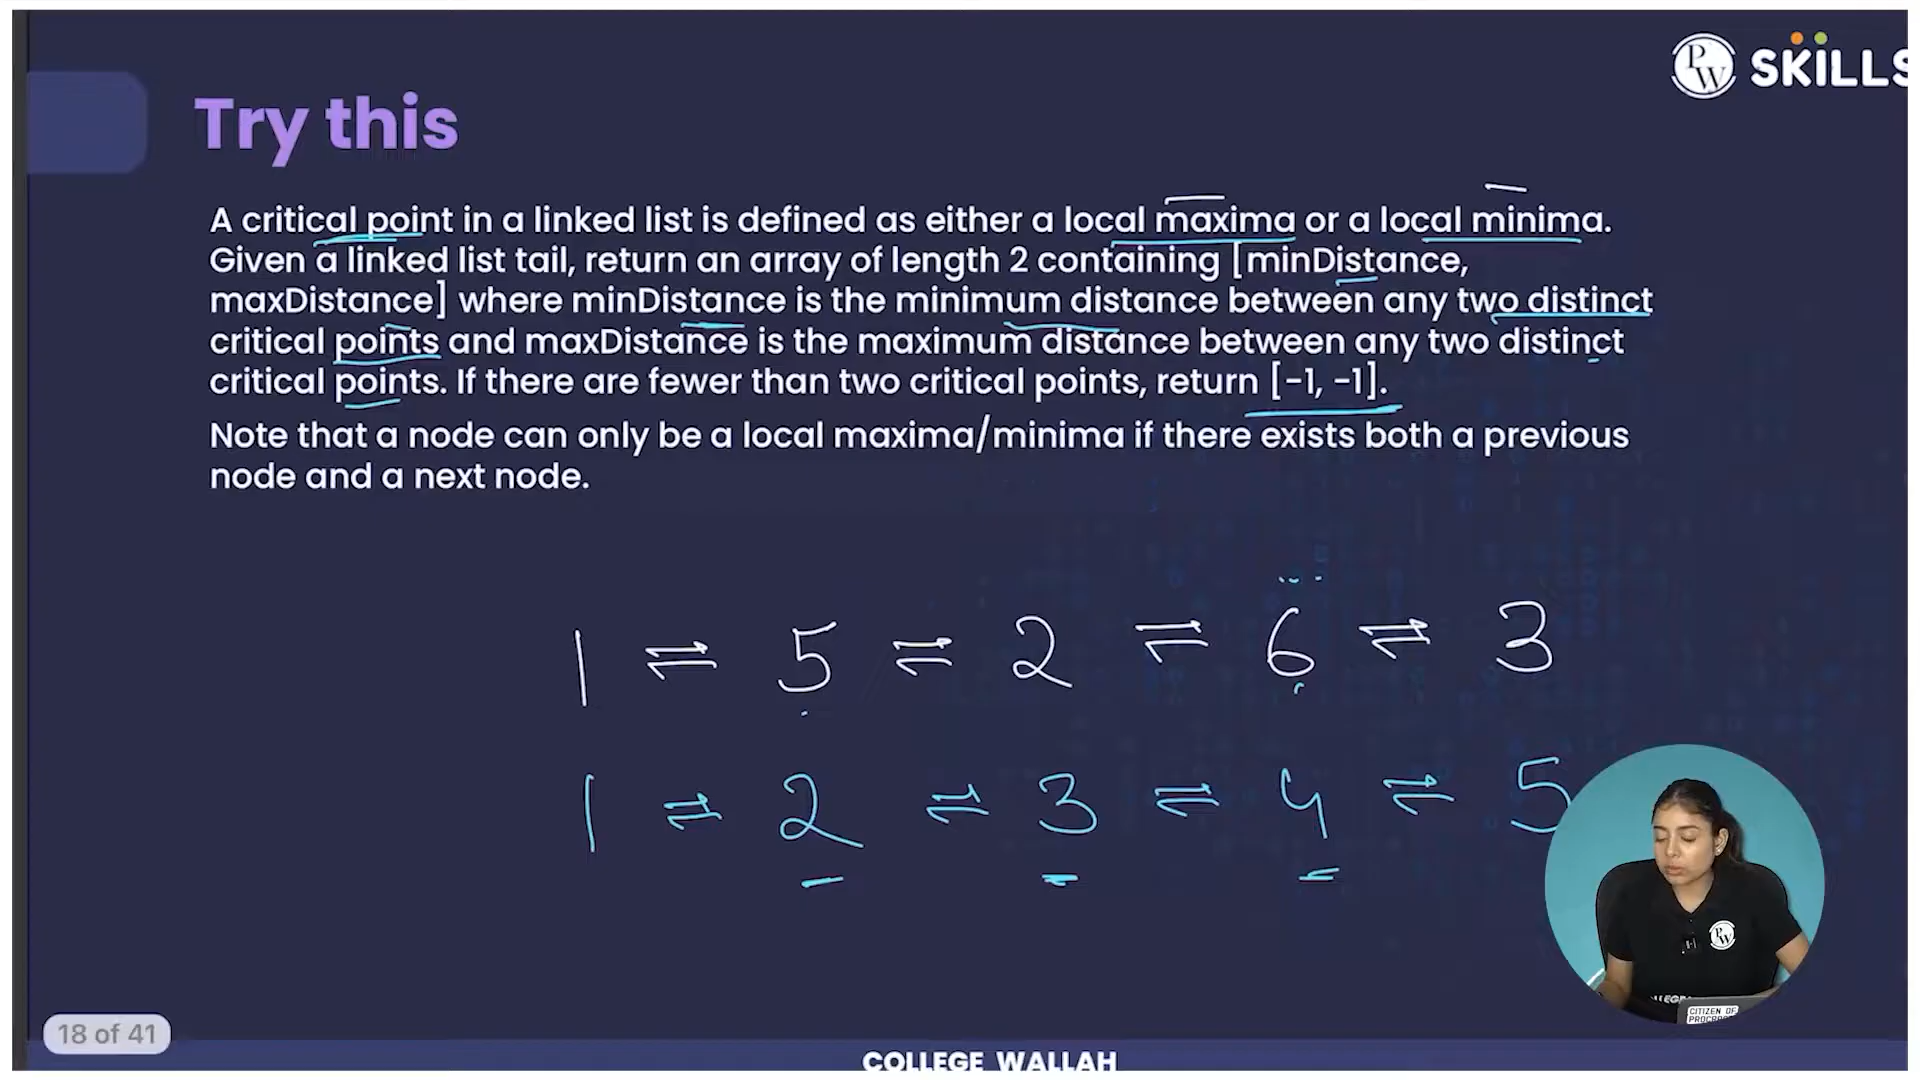 PW SKILLS
Try this
A critical point in a linked list is defined as either a local maxima or a local minima.
Given a linked list tail, return an array of length 2 containing [minDistance,
maxDistance] where minDistance is the minimum distance between any two distinct
critical points and maxDistance is the maximum distance between any two distinct
critical points. If there are fewer than two critical points, return [-1, -1].
Note that a node can only be a local maxima/minima if there exists both a previous
node and a next node.
1 ⇌ 5 ⇌ 2 ⇌ 6 ⇌ 3
1 ⇌ 2 ⇌ 3 ⇌ 4 ⇌ 5
PW
CITIZEN OF
18 of 41
COLLEGE WALLAH